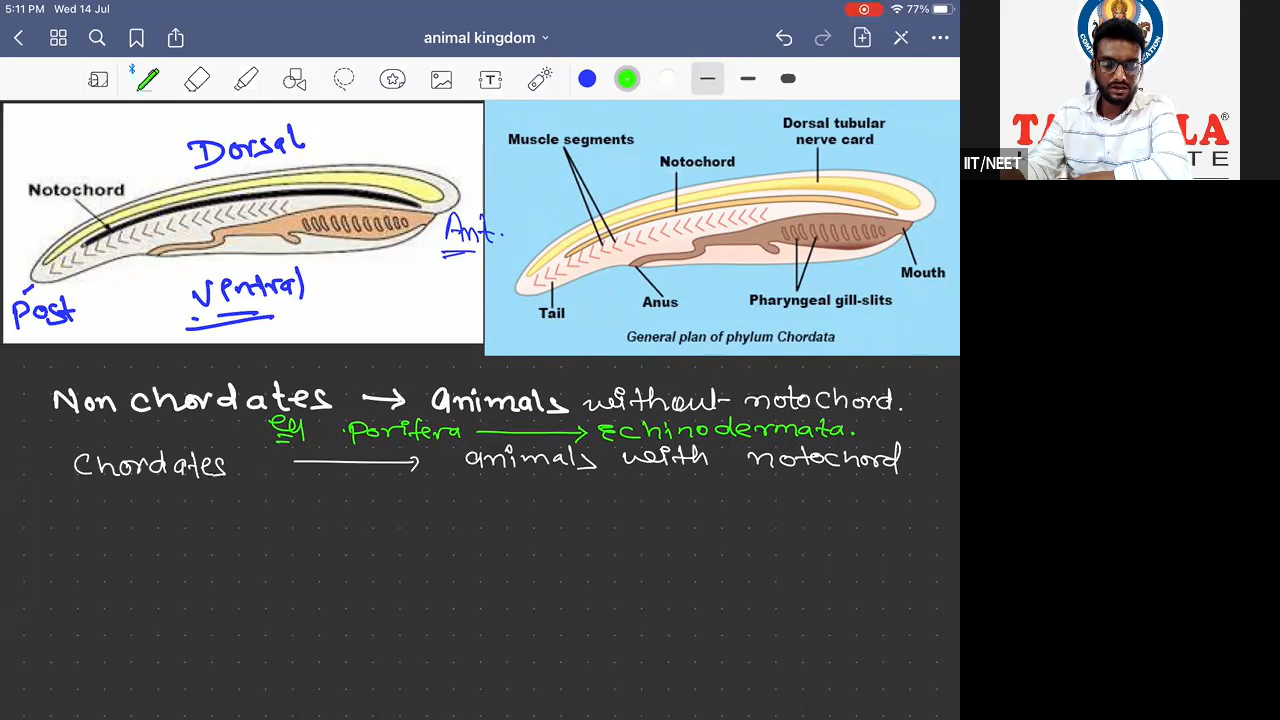 5:11 PM Wed 14 Jul
77%
animal kingdom
Dorsal
Notochord
Ant.
Ventral
Post
Muscle segments
Dorsal tubular
nerve card
Notochord
Mouth
Anus
Pharyngeal gill-slits
Tail
General plan of phylum Chordata
IIT/NEET
Non chordates → animals without notochord.
eg Porifera → Echinodermata.
Chordates → animals with notochord